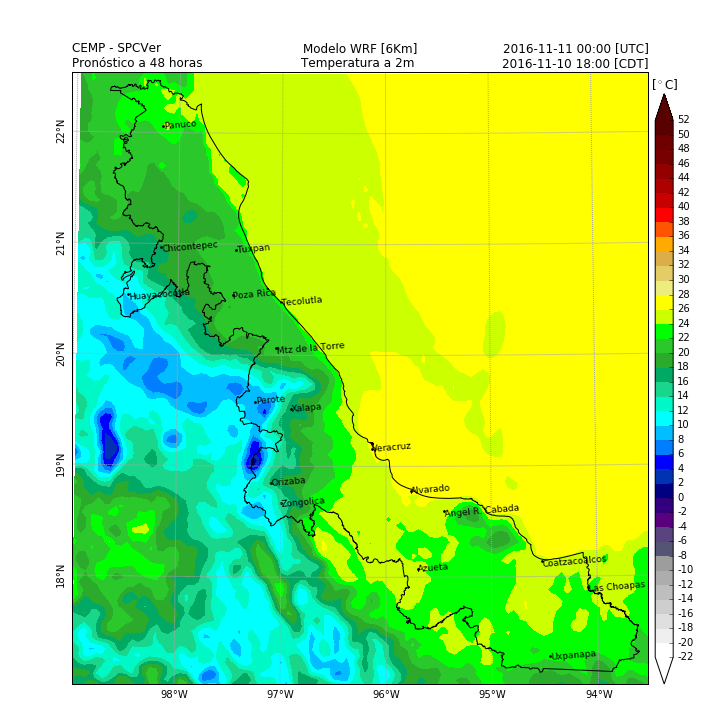 CEMP - SPCVer Modelo WRF [6Km] 2016-11-11 00:00 [UTC]
Pronóstico a 48 horas Temperatura a 2m 2016-11-10 18:00 [CDT]
[°C]
52
50
48
46
44
42
40
38
36
34
32
30
28
26
24
22
20
18
16
14
12
10
8
6
4
2
0
-2
-4
-6
-8
-10
-12
-14
-16
-18
-20
-22
22°N
21°N
20°N
19°N
18°N
Panuco
Chicontepec
Tuxpan
Huayacocotla
Poza Rica
Tecolutla
Mtz de la Torre
Perote
Xalapa
Veracruz
Orizaba
Alvarado
Zongolica
Angel R. Cabada
Azueta
Coatzacoalcos
Las Choapas
Uxpanapa
98°W 97°W 96°W 95°W 94°W